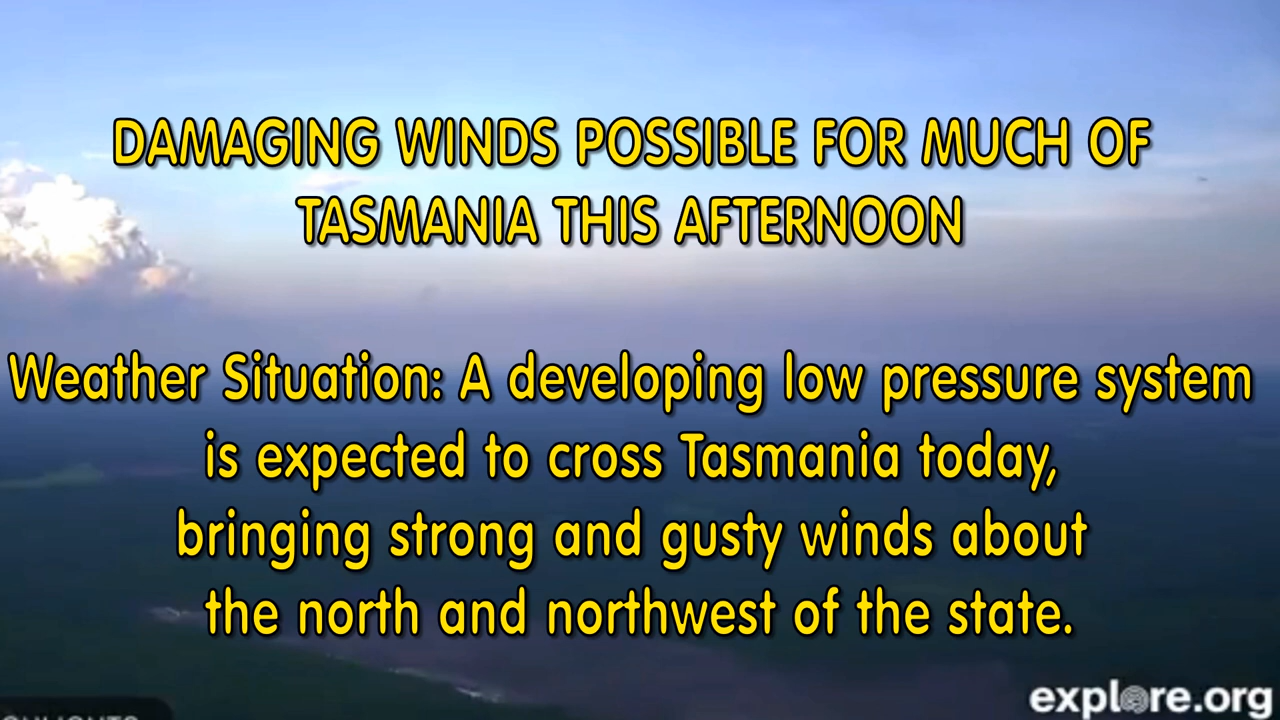 DAMAGING WINDS POSSIBLE FOR MUCH OF
TASMANIA THIS AFTERNOON
Weather Situation: A developing low pressure system
is expected to cross Tasmania today,
bringing strong and gusty winds about
the north and northwest of the state.
explore.org